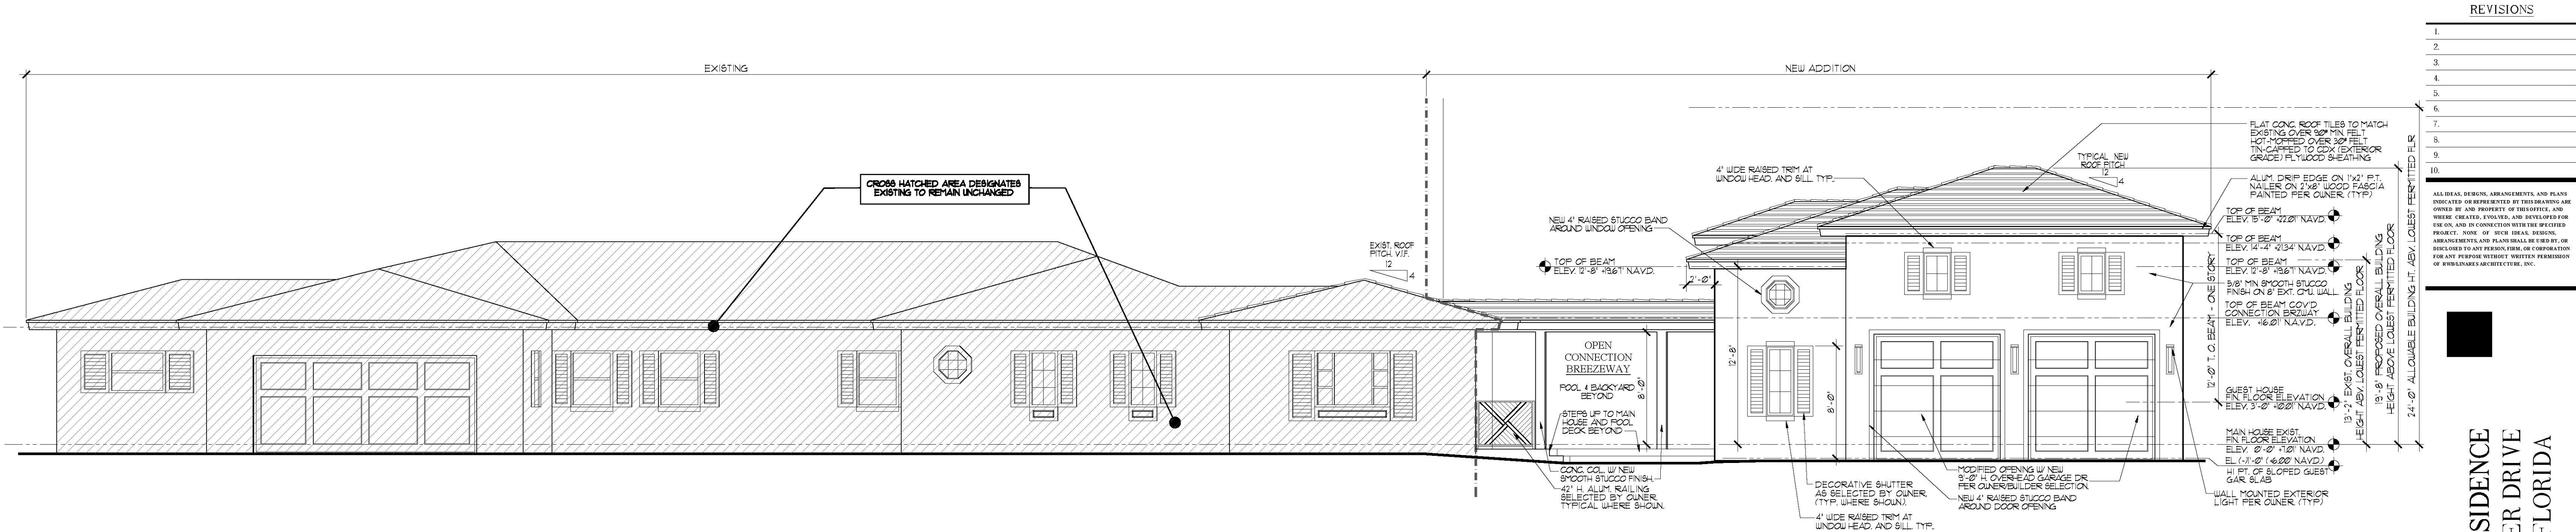 REVISIONS
1.
2.
3.
4.
5.
6.
7.
8.
9.
10.
ALL IDEAS, DESIGNS, ARRANGEMENTS, AND PLANS
INDICATED OR REPRESENTED BY THIS DRAWING ARE
OWNED BY AND PROPERTY OF THIS OFFICE, AND
WHERE CREATED, EVOLVED, AND DEVELOPED FOR
USE ON, AND IN CONNECTION WITH THE SPECIFIED
PROJECT. NONE OF SUCH IDEAS, DESIGNS,
ARRANGEMENTS, AND PLANS SHALL BE USED BY, OR
DISCLOSED TO ANY PERSON, FIRM, OR CORPORATION
FOR ANY PURPOSE WITHOUT WRITTEN PERMISSION
OF RWB/LINARES ARCHITECTURE, INC.
EXISTING
NEW ADDITION
CROSS HATCHED AREA DESIGNATES
EXISTING TO REMAIN UNCHANGED
EXIST. ROOF
PITCH. V.I.F.
12
4
NEW 4" RAISED STUCCO BAND
AROUND WINDOW OPENING
TOP OF BEAM
ELEV. 12'-8" +19.67' N.A.V.D.
4" WIDE RAISED TRIM AT
WINDOW HEAD, AND SILL, TYP.
2'-0"
TYPICAL NEW
ROOF PITCH
12
4
FLAT CONC. ROOF TILES TO MATCH
EXISTING OVER 90# MIN. FELT
HOT-MOPPED OVER 30# FELT
TIN-CAPPED TO CDX (EXTERIOR
GRADE) PLYWOOD SHEATHING
ALUM. DRIP EDGE ON 1"x2" P.T.
NAILER ON 2"x8" WOOD FASCIA
PAINTED PER OWNER. (TYP)
TOP OF BEAM
ELEV. 15'-0" +22.01' N.A.V.D.
TOP OF BEAM
ELEV. 14'-4" +21.34' N.A.V.D.
TOP OF BEAM
ELEV. 12'-8" +19.67' N.A.V.D.
5/8" MIN SMOOTH STUCCO
FINISH ON 8" EXT. CMU. WALL
TOP OF BEAM COV'D
CONNECTION BRZWAY
ELEV. +16.01' N.A.V.D.
GUEST HOUSE
FIN. FLOOR ELEVATION
ELEV. 3'-0" +10.01' N.A.V.D.
MAIN HOUSE EXIST.
FIN. FLOOR ELEVATION
ELEV. 0'-0" +7.01' N.A.V.D.
EL (-)1'-0" (+6.00' N.A.V.D.)
HI PT. OF SLOPED GUEST
GAR. SLAB
WALL MOUNTED EXTERIOR
LIGHT PER OWNER. (TYP)
12'-0" T. O. BEAM - ONE STORY
13'-2" EXIST. OVERALL BUILDING
HEIGHT ABV. LOWEST PERMITTED FLOOR
19'-8" PROPOSED OVERALL BUILDING
HEIGHT ABOVE LOWEST PERMITTED FLOOR
24'-0" ALLOWABLE BUILDING HT. ABV. LOWEST PERMITTED FLR
OPEN
CONNECTION
BREEZEWAY
POOL & BACKYARD
BEYOND
8'-0"
STEPS UP TO MAIN
HOUSE AND POOL
DECK BEYOND
12'-8"
8'-0"
CONC. COL. W/ NEW
SMOOTH STUCCO FINISH.
42" H. ALUM. RAILING
SELECTED BY OWNER.
TYPICAL WHERE SHOWN.
DECORATIVE SHUTTER
AS SELECTED BY OWNER.
(TYP. WHERE SHOWN).
4" WIDE RAISED TRIM AT
WINDOW HEAD, AND SILL, TYP.
MODIFIED OPENING W/ NEW
9'-0" H. OVERHEAD GARAGE DR.
PER OWNER/BUILDER SELECTION.
NEW 4" RAISED STUCCO BAND
AROUND DOOR OPENING
SIDENCE
ER DRIVE
FLORIDA